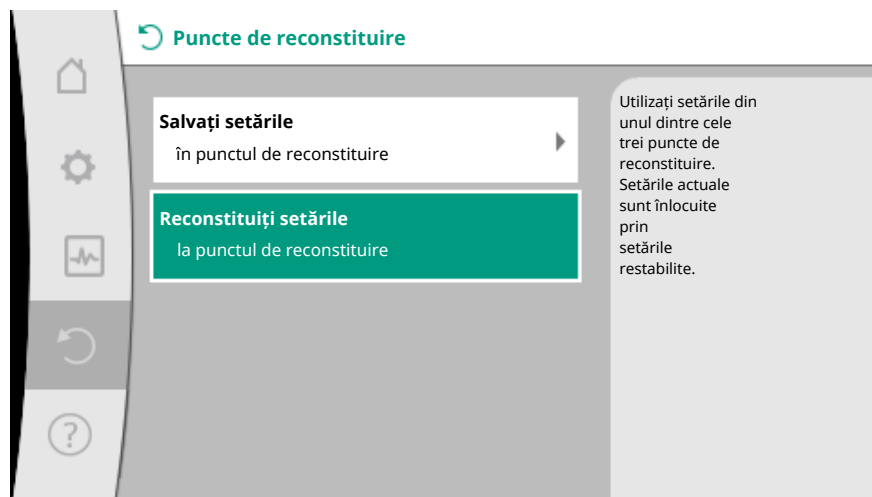 Puncte de reconstituire
Salvați setările
în punctul de reconstituire
Reconstituiți setările
la punctul de reconstituire
Utilizați setările din
unul dintre cele
trei puncte de
reconstituire.
Setările actuale
sunt înlocuite
prin
setările
restabilite.
?